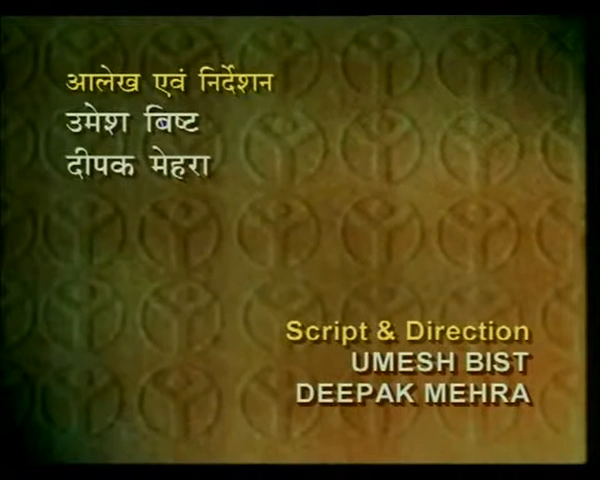 आलेख एवं निर्देशन
उमेश बिष्ट
दीपक मेहरा
Script & Direction
UMESH BIST
DEEPAK MEHRA